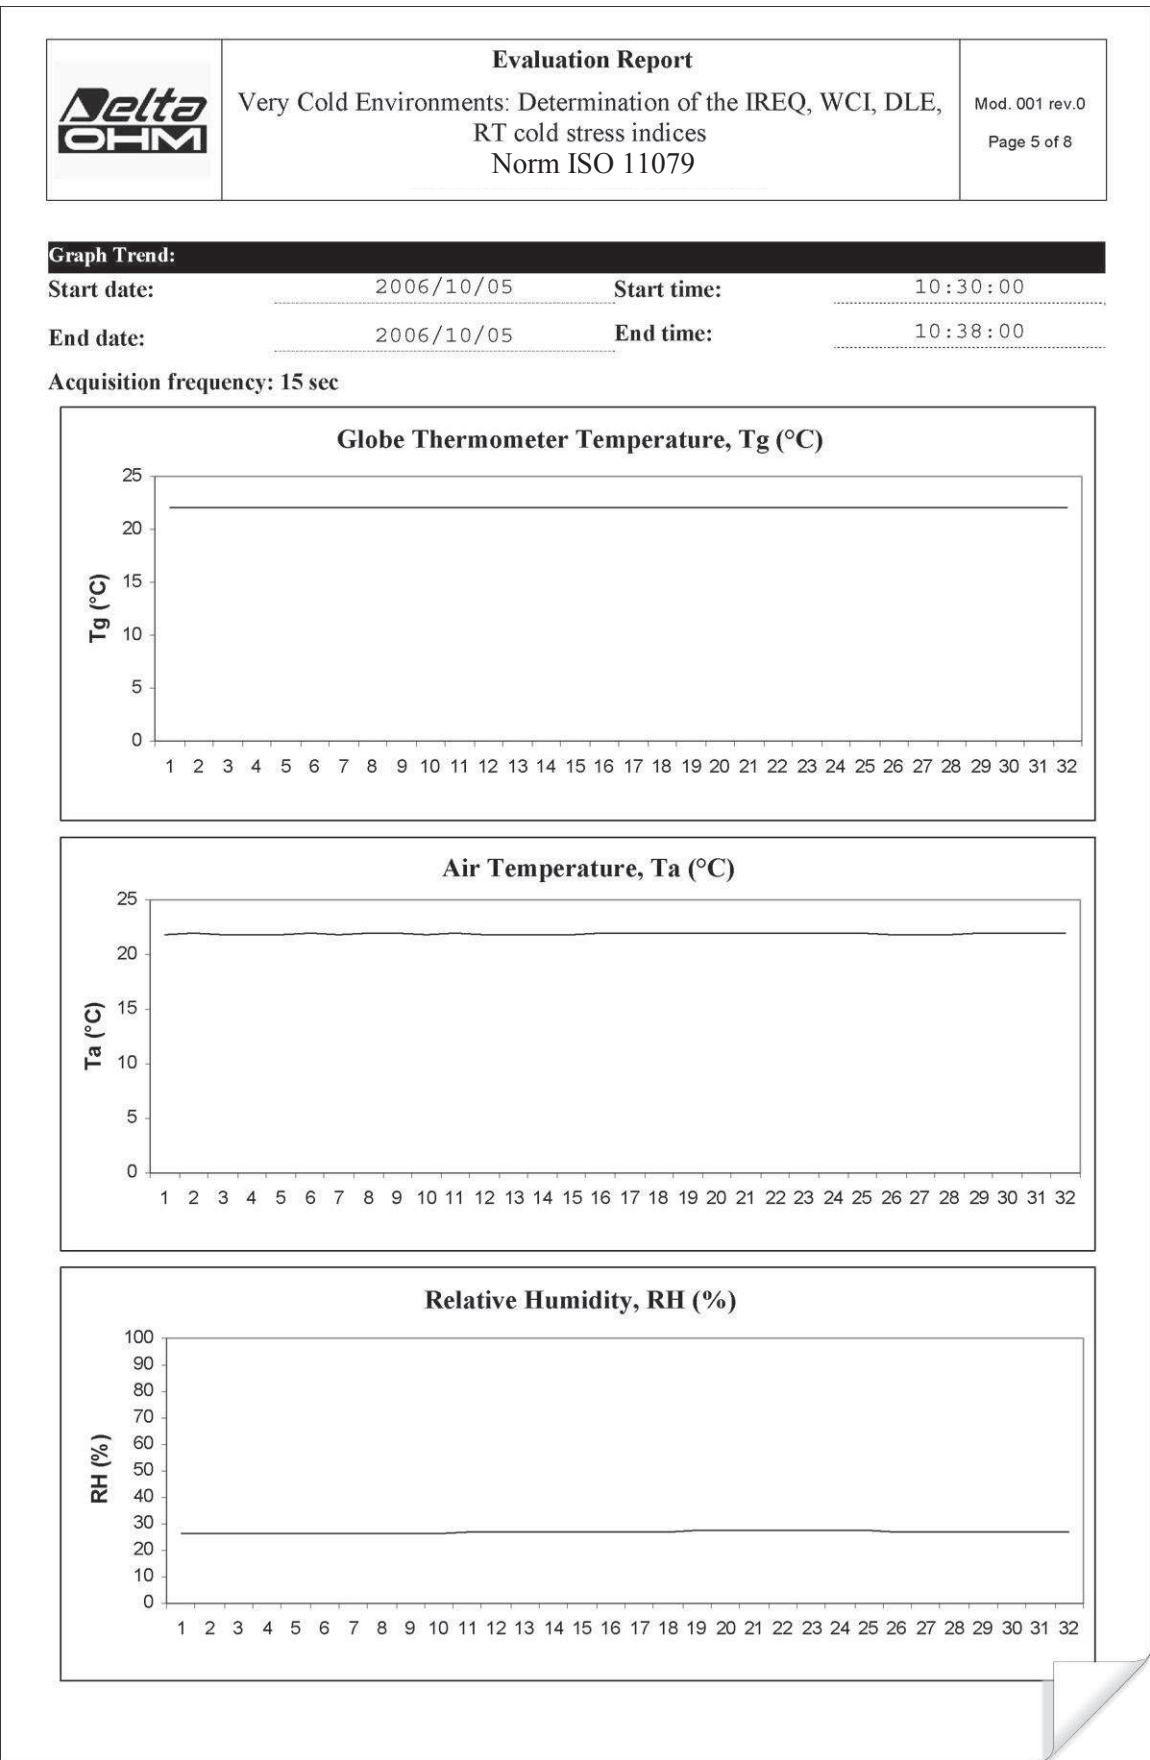 Delta
OHM
Evaluation Report
Very Cold Environments: Determination of the IREQ, WCI, DLE,
RT cold stress indices
Norm ISO 11079
Mod. 001 rev.0
Page 5 of 8
Graph Trend:
Start date: 2006/10/05 Start time: 10:30:00
End date: 2006/10/05 End time: 10:38:00
Acquisition frequency: 15 sec
Globe Thermometer Temperature, Tg (°C)
25
20
15
10
5
0
Tg (°C)
1 2 3 4 5 6 7 8 9 10 11 12 13 14 15 16 17 18 19 20 21 22 23 24 25 26 27 28 29 30 31 32
Air Temperature, Ta (°C)
25
20
15
10
5
0
Ta (°C)
1 2 3 4 5 6 7 8 9 10 11 12 13 14 15 16 17 18 19 20 21 22 23 24 25 26 27 28 29 30 31 32
Relative Humidity, RH (%)
100
90
80
70
60
50
40
30
20
10
0
RH (%)
1 2 3 4 5 6 7 8 9 10 11 12 13 14 15 16 17 18 19 20 21 22 23 24 25 26 27 28 29 30 31 32